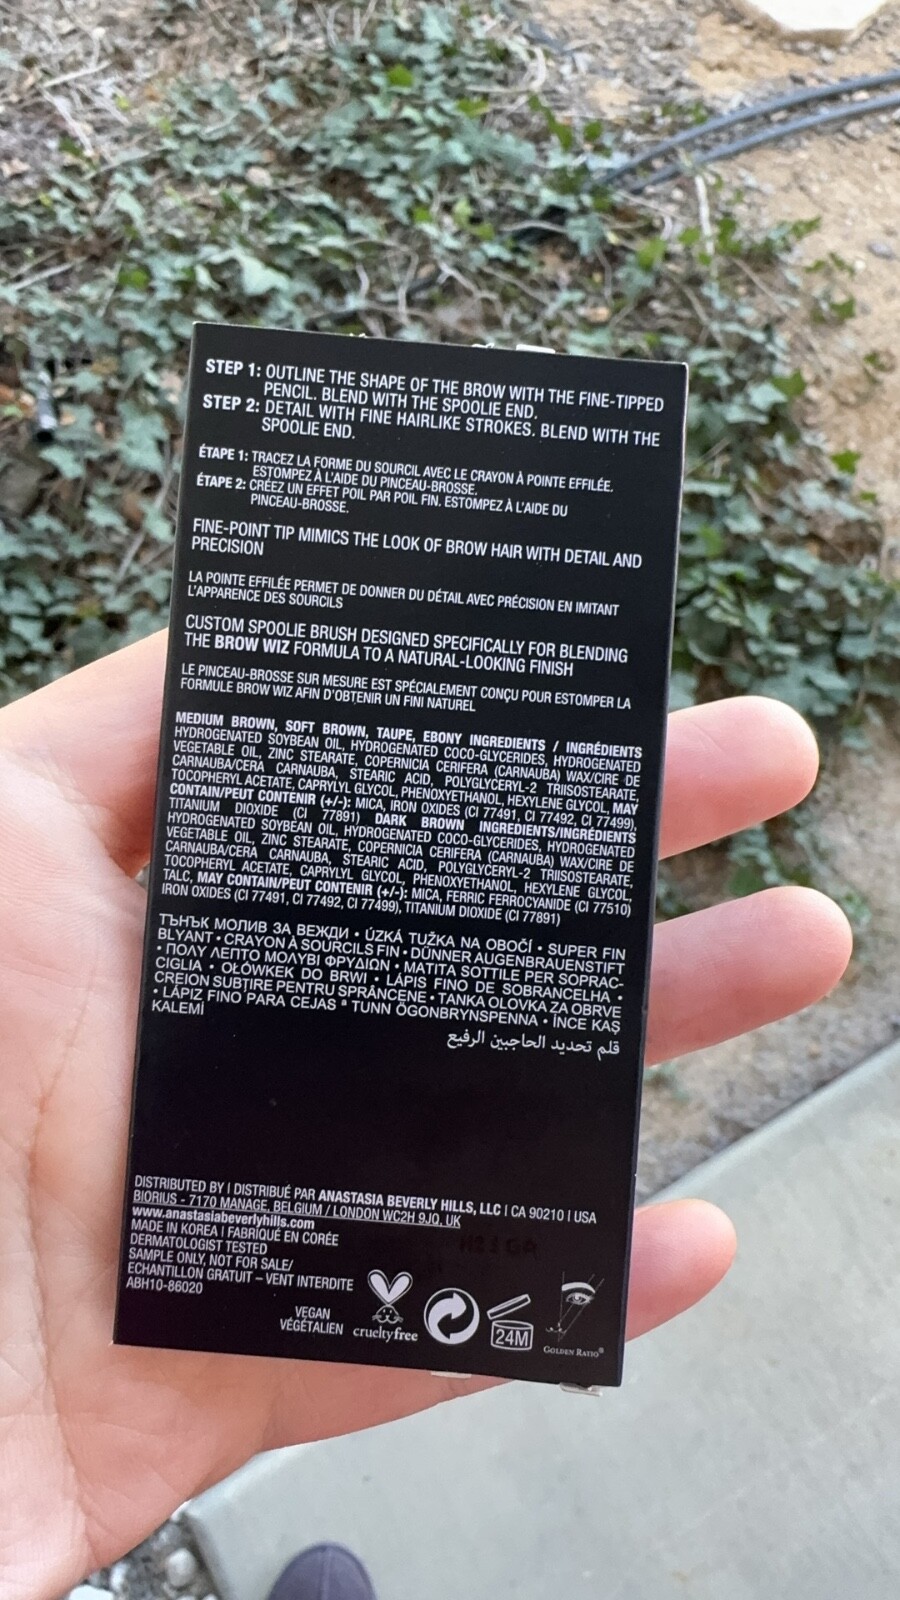 STEP 1: OUTLINE THE SHAPE OF THE BROW WITH THE FINE-TIPPED
PENCIL. BLEND WITH THE SPOOLIE END.
STEP 2: DETAIL WITH FINE HAIRLIKE STROKES. BLEND WITH THE
SPOOLIE END.
ÉTAPE 1: TRACEZ LA FORME DU SOURCIL AVEC LE CRAYON À POINTE EFFILÉE.
ESTOMPEZ À L'AIDE DU PINCEAU-BROSSE.
ÉTAPE 2: CRÉEZ UN EFFET POIL PAR POIL FIN. ESTOMPEZ À L'AIDE DU
PINCEAU-BROSSE.
FINE-POINT TIP MIMICS THE LOOK OF BROW HAIR WITH DETAIL AND
PRECISION
LA POINTE EFFILÉE PERMET DE DONNER DU DÉTAIL AVEC PRÉCISION EN IMITANT
L'APPARENCE DES SOURCILS
CUSTOM SPOOLIE BRUSH DESIGNED SPECIFICALLY FOR BLENDING
THE BROW WIZ FORMULA TO A NATURAL-LOOKING FINISH
LE PINCEAU-BROSSE SUR MESURE EST SPÉCIALEMENT CONÇU POUR ESTOMPER LA
FORMULE BROW WIZ AFIN D'OBTENIR UN FINI NATUREL
MEDIUM BROWN, SOFT BROWN, TAUPE, EBONY INGREDIENTS / INGRÉDIENTS
HYDROGENATED SOYBEAN OIL, HYDROGENATED COCO-GLYCERIDES, HYDROGENATED
VEGETABLE OIL, ZINC STEARATE, COPERNICIA CERIFERA (CARNAUBA) WAX/CIRE DE
CARNAUBA/CERA CARNAUBA, STEARIC ACID, POLYGLYCERYL-2 TRIISOSTEARATE,
TOCOPHERYL ACETATE, CAPRYLYL GLYCOL, PHENOXYETHANOL, HEXYLENE GLYCOL, MAY
CONTAIN/PEUT CONTENIR (+/-): MICA, IRON OXIDES (CI 77491, CI 77492, CI 77499),
TITANIUM DIOXIDE (CI 77891) DARK BROWN INGREDIENTS/INGRÉDIENTS
HYDROGENATED SOYBEAN OIL, HYDROGENATED COCO-GLYCERIDES, HYDROGENATED
VEGETABLE OIL, ZINC STEARATE, COPERNICIA CERIFERA (CARNAUBA) WAX/CIRE DE
CARNAUBA/CERA CARNAUBA, STEARIC ACID, POLYGLYCERYL-2 TRIISOSTEARATE,
TOCOPHERYL ACETATE, CAPRYLYL GLYCOL, PHENOXYETHANOL, HEXYLENE GLYCOL,
TALC, MAY CONTAIN/PEUT CONTENIR (+/-): MICA, FERRIC FERROCYANIDE (CI 77510)
IRON OXIDES (CI 77491, CI 77492, CI 77499), TITANIUM DIOXIDE (CI 77891)
ТЪНЪК МОЛИВ ЗА ВЕЖДИ • ÚZKÁ TUŽKA NA OBOČÍ • SUPER FIN
BLYANT • CRAYON À SOURCILS FIN • DÜNNER AUGENBRAUENSTIFT
• ΠΟΛΥ ΛΕΠΤΟ ΜΟΛΥΒΙ ΦΡΥΔΙΩΝ • MATITA SOTTILE PER SOPRAC-
CIGLIA • OŁÓWKEK DO BRWI • LÁPIS FINO DE SOBRANCELHA •
CREION SUBȚIRE PENTRU SPRÂNCENE • TANKA OLOVKA ZA OBRVE
• LÁPIZ FINO PARA CEJAS ª TUNN ÖGONBRYNSPENNA • İNCE KAŞ
KALEMİ
قلم تحديد الحاجبين الرفيع
DISTRIBUTED BY | DISTRIBUÉ PAR ANASTASIA BEVERLY HILLS, LLC | CA 90210 | USA
BIORIUS - 7170 MANAGE, BELGIUM / LONDON WC2H 9JQ, UK
www.anastasiabeverlyhills.com
MADE IN KOREA | FABRIQUÉ EN CORÉE
DERMATOLOGIST TESTED
SAMPLE ONLY, NOT FOR SALE/
ÉCHANTILLON GRATUIT – VENTE INTERDITE
ABH10-86020
VEGAN
VÉGÉTALIEN
crueltyfree
24M
GOLDEN RATIO®